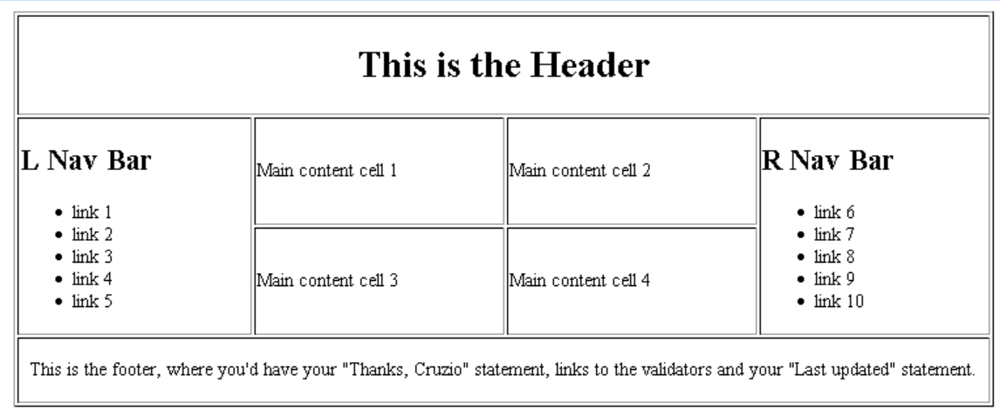 This is the Header
L Nav Bar
• link 1
• link 2
• link 3
• link 4
• link 5
Main content cell 1
Main content cell 2
Main content cell 3
Main content cell 4
R Nav Bar
• link 6
• link 7
• link 8
• link 9
• link 10
This is the footer, where you'd have your "Thanks, Cruzio" statement, links to the validators and your "Last updated" statement.